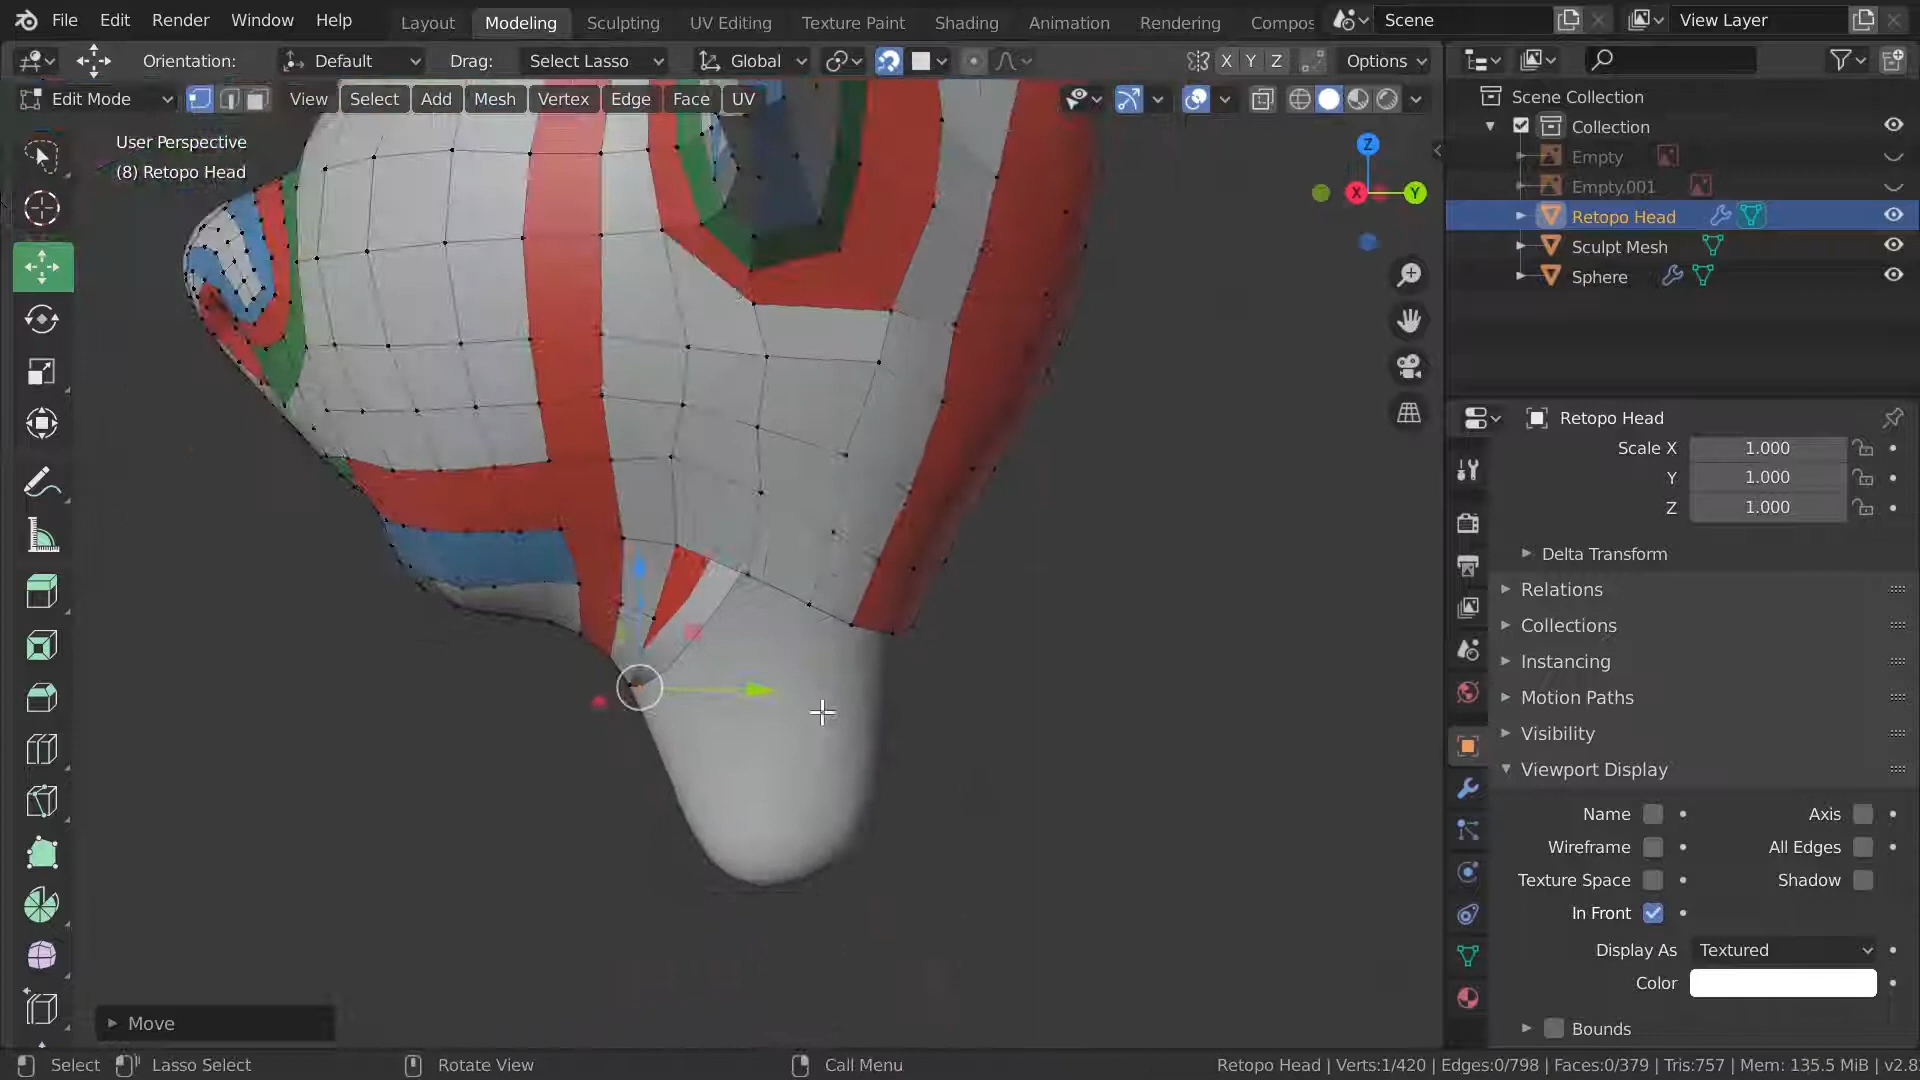 File Edit Render Window Help Layout Modeling Sculpting UV Editing Texture Paint Shading Animation Rendering Compos Scene View Layer
Orientation: Default Drag: Select Lasso Global X Y Z Options
Edit Mode View Select Add Mesh Vertex Edge Face UV
Scene Collection
Collection
Empty
Empty.001
Retopo Head
Sculpt Mesh
Sphere
User Perspective
(8) Retopo Head
Z
X Y
Retopo Head
Scale X 1.000
Y 1.000
Z 1.000
Delta Transform
Relations
Collections
Instancing
Motion Paths
Visibility
Viewport Display
Name Axis
Wireframe All Edges
Texture Space Shadow
In Front
Display As Textured
Color
Bounds
Move
Select Lasso Select Rotate View Call Menu Retopo Head | Verts:1/420 | Edges:0/798 | Faces:0/379 | Tris:757 | Mem: 135.5 MiB | v2.8